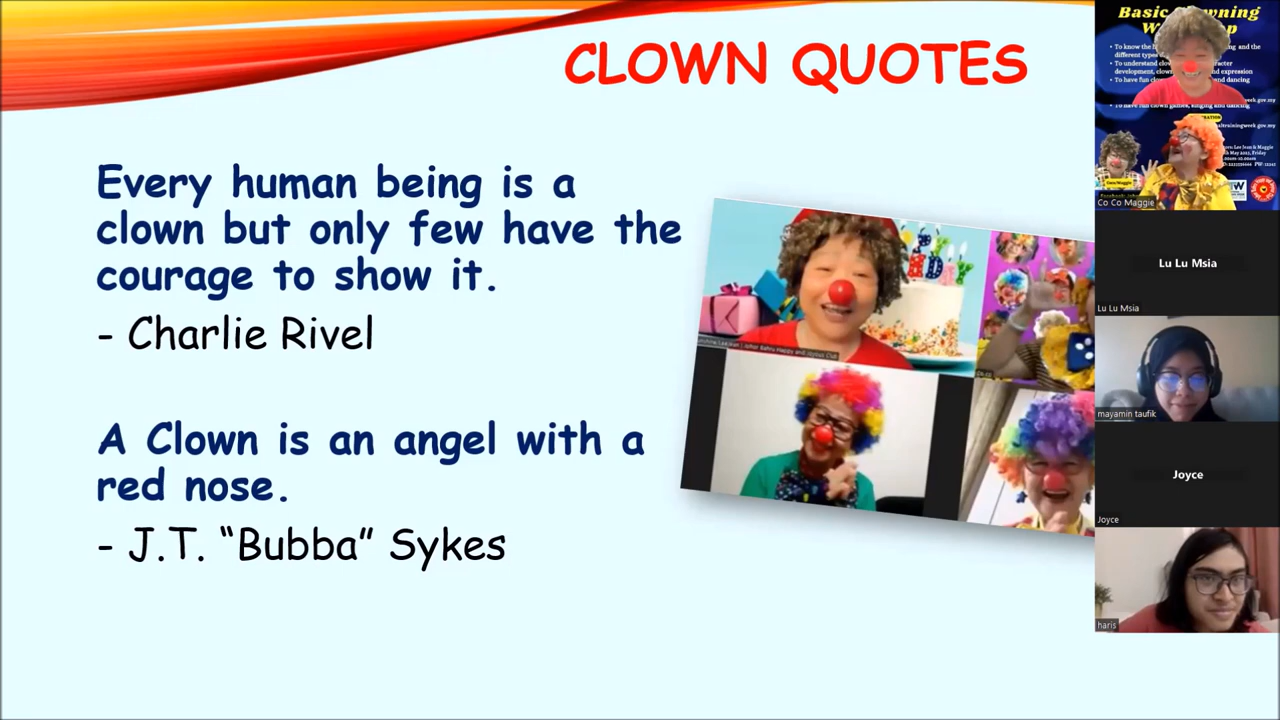 CLOWN QUOTES
Every human being is a
clown but only few have the
courage to show it.
- Charlie Rivel
A Clown is an angel with a
red nose.
- J.T. “Bubba” Sykes
Co Co Maggie
Lu Lu Msia
Lu Lu Msia
mayamin taufik
Joyce
Joyce
haris